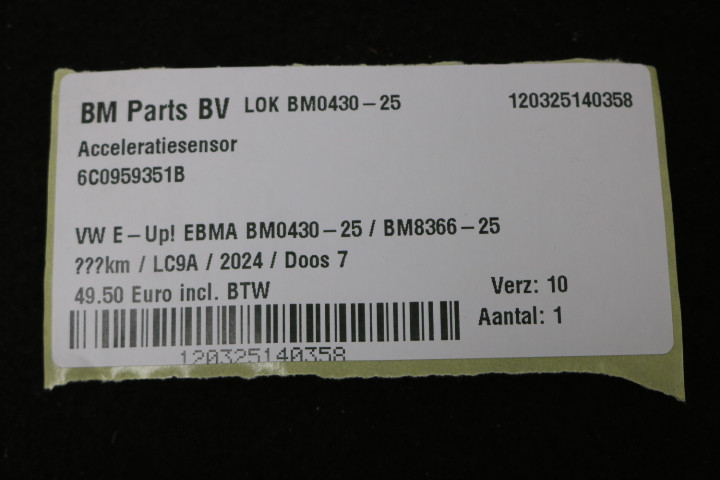 BM Parts BV LOK BM0430-25 120325140358
Acceleratiesensor
6C0959351B
VW E-Up! EBMA BM0430-25 / BM8366-25
???km / LC9A / 2024 / Doos 7
49.50 Euro incl. BTW Verz: 10
Aantal: 1
120325140358